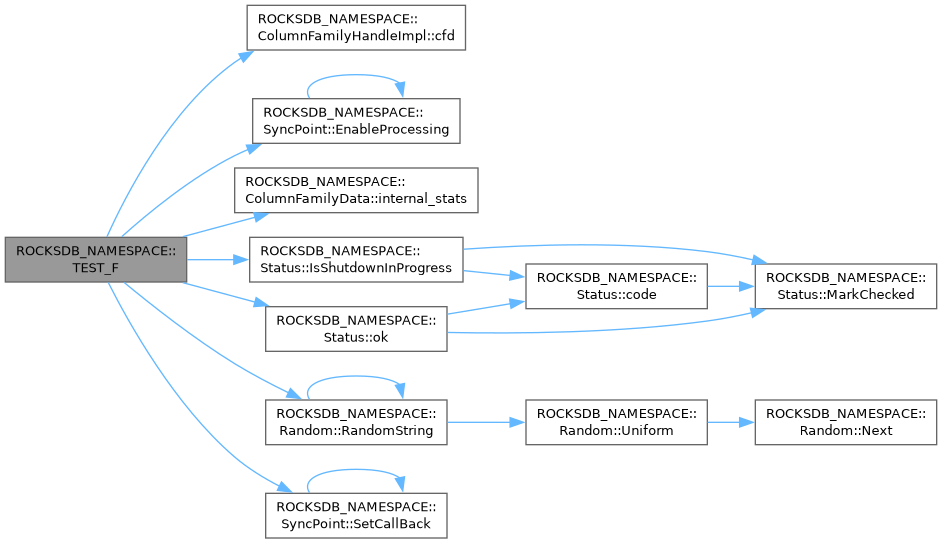 ROCKSDB_NAMESPACE::
TEST_F
ROCKSDB_NAMESPACE::
ColumnFamilyHandleImpl::cfd
ROCKSDB_NAMESPACE::
SyncPoint::EnableProcessing
ROCKSDB_NAMESPACE::
ColumnFamilyData::internal_stats
ROCKSDB_NAMESPACE::
Status::IsShutdownInProgress
ROCKSDB_NAMESPACE::
Status::ok
ROCKSDB_NAMESPACE::
Random::RandomString
ROCKSDB_NAMESPACE::
SyncPoint::SetCallBack
ROCKSDB_NAMESPACE::
Status::code
ROCKSDB_NAMESPACE::
Random::Uniform
ROCKSDB_NAMESPACE::
Status::MarkChecked
ROCKSDB_NAMESPACE::
Random::Next